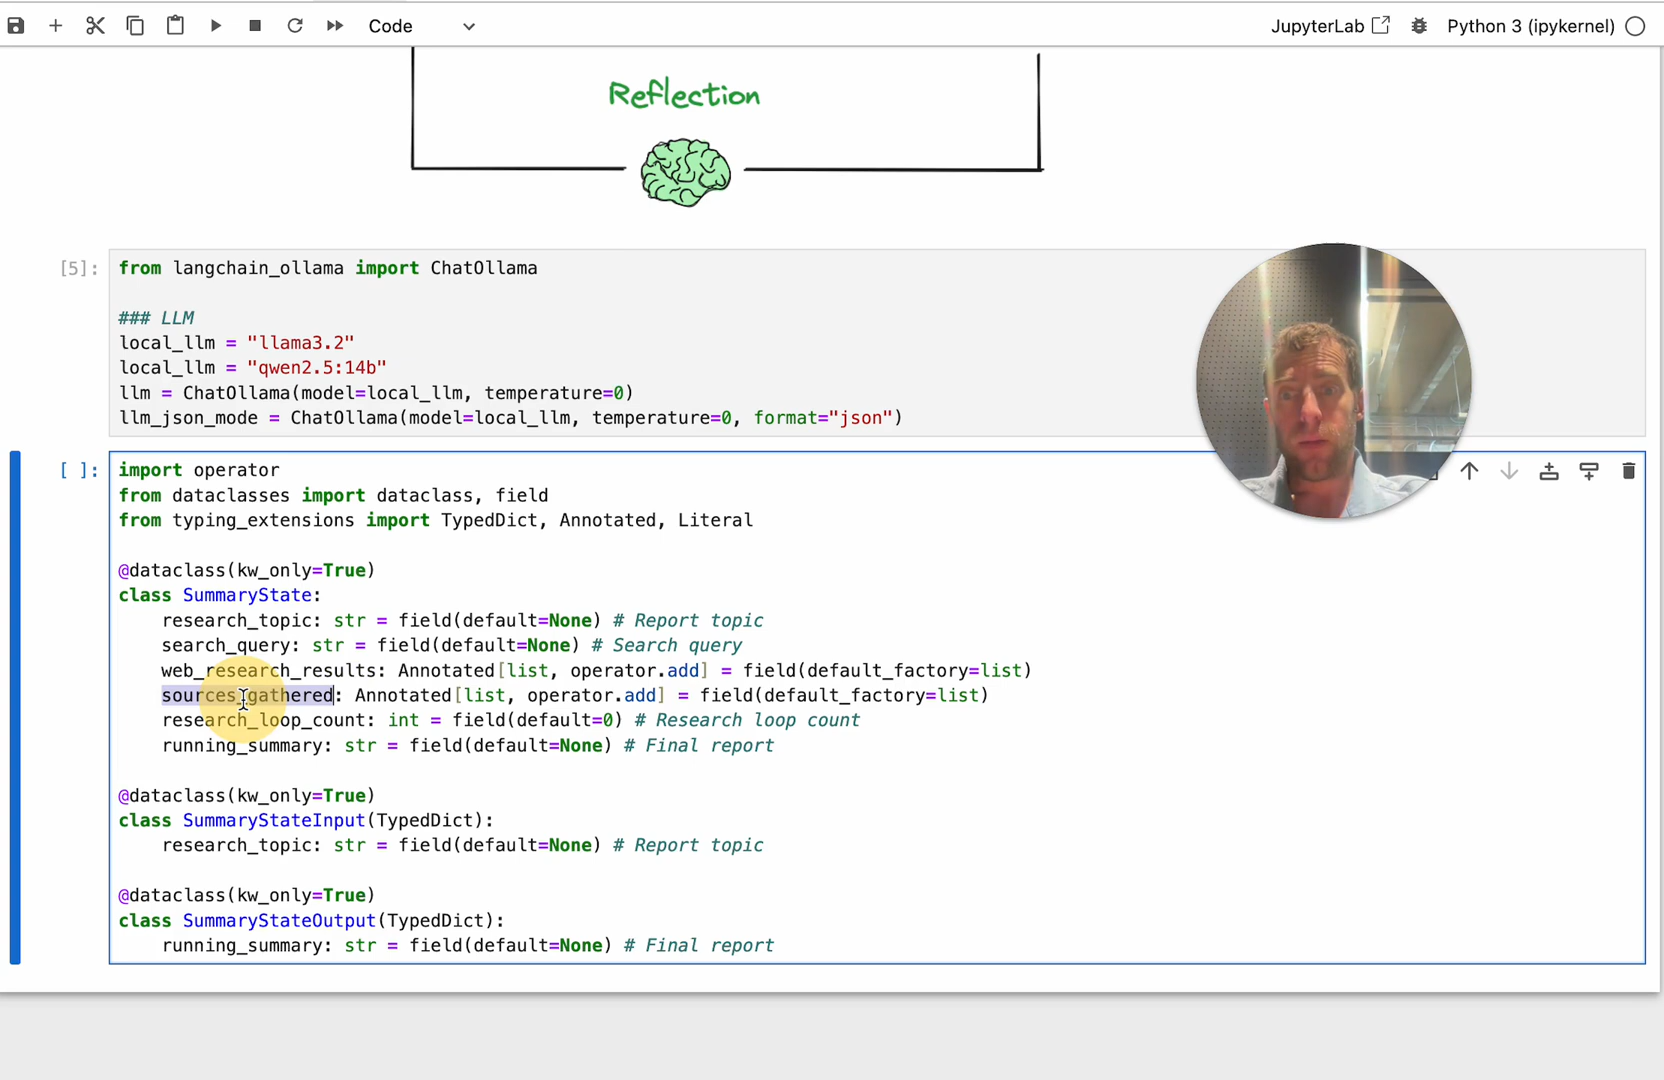 Code
JupyterLab
Python 3 (ipykernel)
Reflection
[5]:
from langchain_ollama import ChatOllama
### LLM
local_llm = "llama3.2"
local_llm = "qwen2.5:14b"
llm = ChatOllama(model=local_llm, temperature=0)
llm_json_mode = ChatOllama(model=local_llm, temperature=0, format="json")
[ ]:
import operator
from dataclasses import dataclass, field
from typing_extensions import TypedDict, Annotated, Literal
@dataclass(kw_only=True)
class SummaryState:
    research_topic: str = field(default=None) # Report topic
    search_query: str = field(default=None) # Search query
    web_research_results: Annotated[list, operator.add] = field(default_factory=list)
    sources_gathered: Annotated[list, operator.add] = field(default_factory=list)
    research_loop_count: int = field(default=0) # Research loop count
    running_summary: str = field(default=None) # Final report
@dataclass(kw_only=True)
class SummaryStateInput(TypedDict):
    research_topic: str = field(default=None) # Report topic
@dataclass(kw_only=True)
class SummaryStateOutput(TypedDict):
    running_summary: str = field(default=None) # Final report